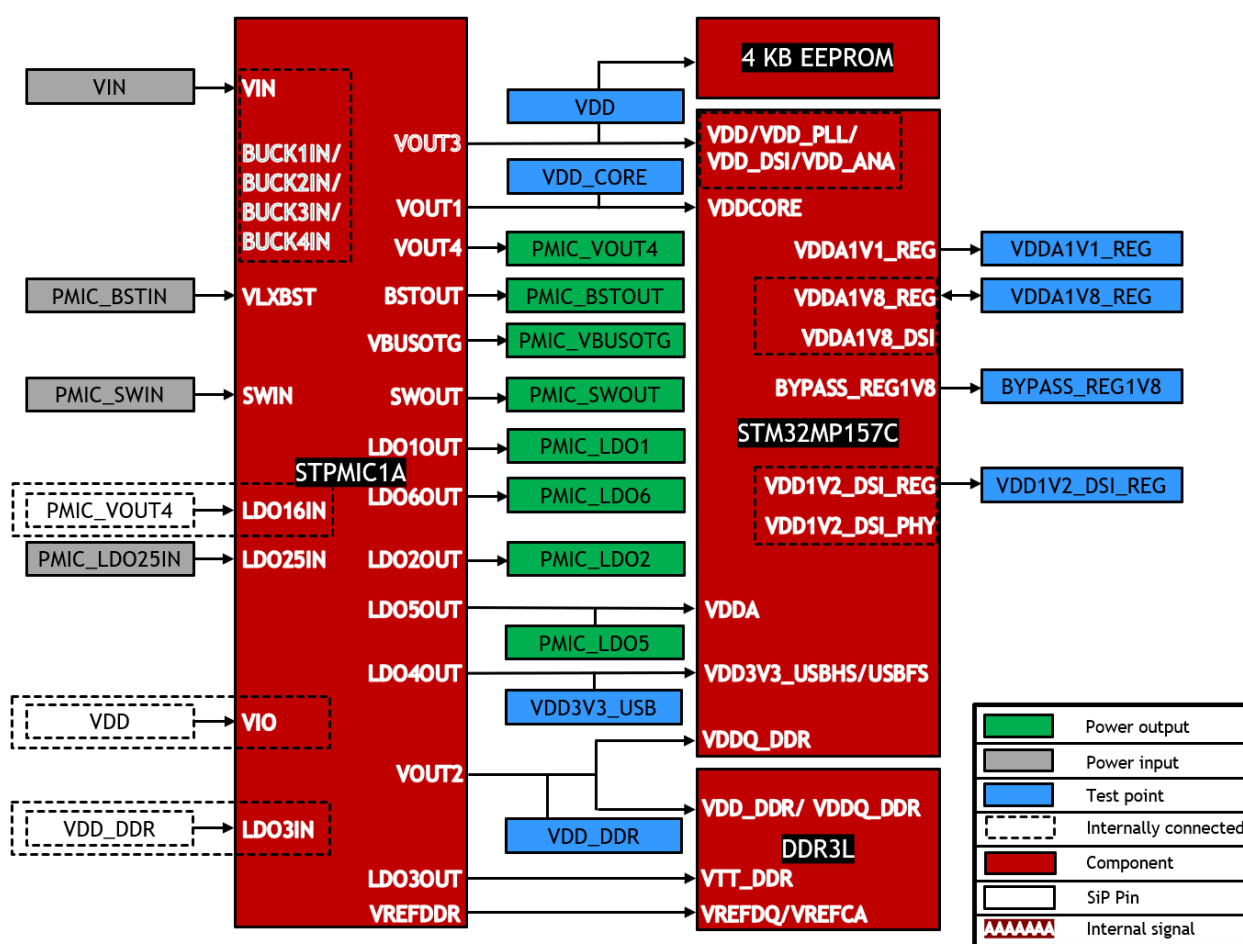 VIN
PMIC_BSTIN
PMIC_SWIN
PMIC_VOUT4
PMIC_LDO25IN
VDD
VDD_DDR
VIN
BUCK1IN/
BUCK2IN/
BUCK3IN/
BUCK4IN
VLXBST
SWIN
STPMIC1A
LDO16IN
LDO25IN
VIO
LDO3IN
VOUT3
VOUT1
VOUT4
BSTOUT
VBUSOTG
SWOUT
LDO1OUT
LDO6OUT
LDO2OUT
LDO5OUT
LDO4OUT
VOUT2
LDO3OUT
VREFDDR
VDD
VDD_CORE
PMIC_VOUT4
PMIC_BSTOUT
PMIC_VBUSOTG
PMIC_SWOUT
PMIC_LDO1
PMIC_LDO6
PMIC_LDO2
PMIC_LDO5
VDD3V3_USB
VDD_DDR
4 KB EEPROM
VDD/VDD_PLL/
VDD_DSI/VDD_ANA
VDDCORE
VDDA1V1_REG
VDDA1V8_REG
VDDA1V8_DSI
BYPASS_REG1V8
STM32MP157C
VDD1V2_DSI_REG
VDD1V2_DSI_PHY
VDDA
VDD3V3_USBHS/USBFS
VDDQ_DDR
VDD_DDR/ VDDQ_DDR
DDR3L
VTT_DDR
VREFDQ/VREFCA
VDDA1V1_REG
VDDA1V8_REG
BYPASS_REG1V8
VDD1V2_DSI_REG
Power output
Power input
Test point
Internally connected
Component
SiP Pin
AAAAAAA Internal signal